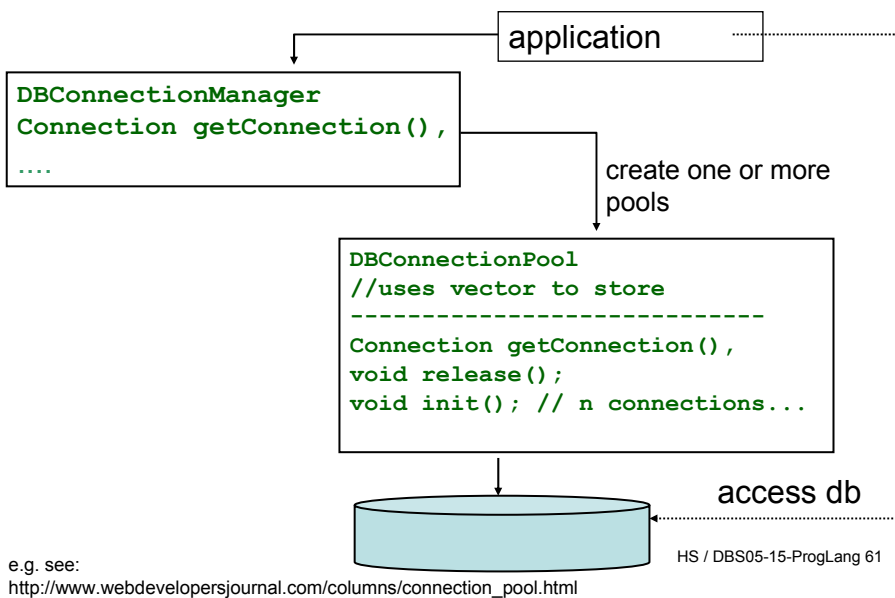 application
DBConnectionManager
Connection getConnection(),
....
create one or more
pools
DBConnectionPool
//uses vector to store
-----------------------------
Connection getConnection(),
void release();
void init(); // n connections...
access db
HS / DBS05-15-ProgLang 61
e.g. see:
http://www.webdevelopersjournal.com/columns/connection_pool.html